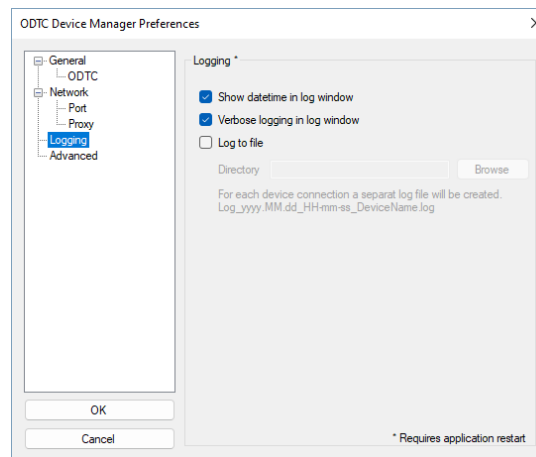 ODTC Device Manager Preferences
General
ODTC
Network
Port
Proxy
Logging
Advanced
OK
Cancel
Logging *
Show datetime in log window
Verbose logging in log window
Log to file
Directory
Browse
For each device connection a separat log file will be created.
Log_yyyy.MM.dd_HH-mm-ss_DeviceName.log
* Requires application restart